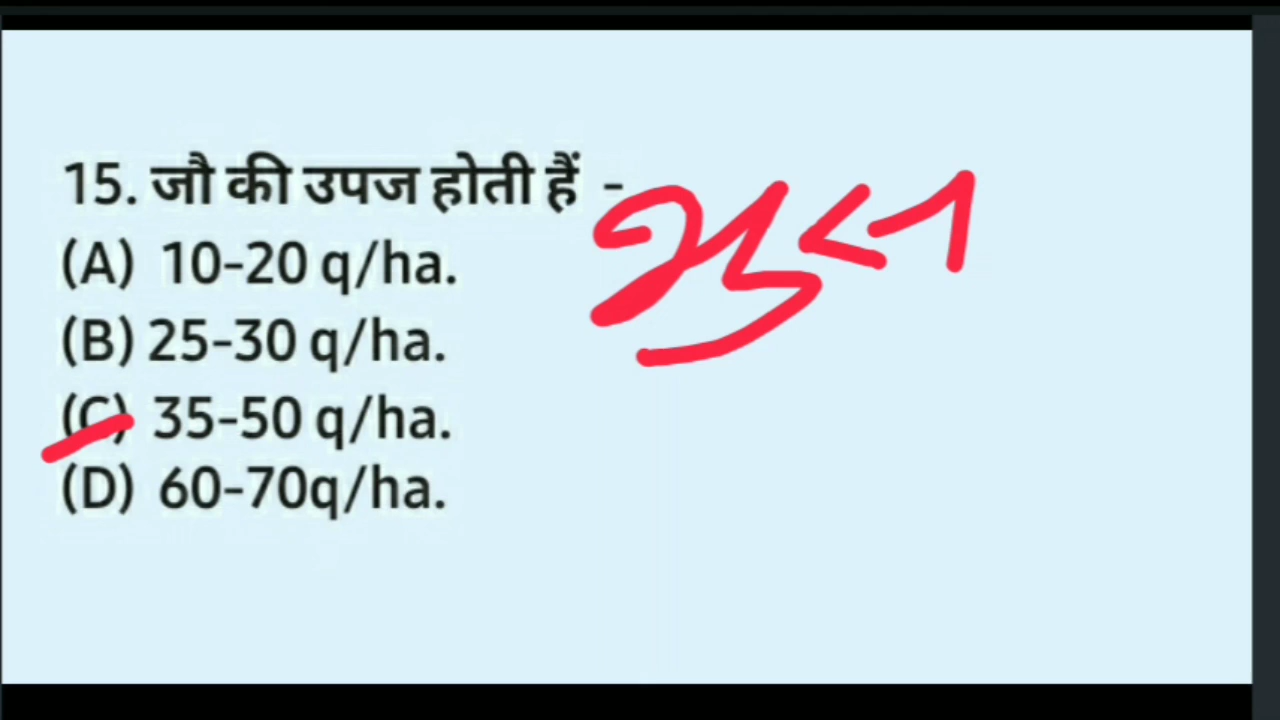 15. जौ की उपज होती हैं -
(A) 10-20 q/ha.
(B) 25-30 q/ha.
(C) 35-50 q/ha.
(D) 60-70q/ha.